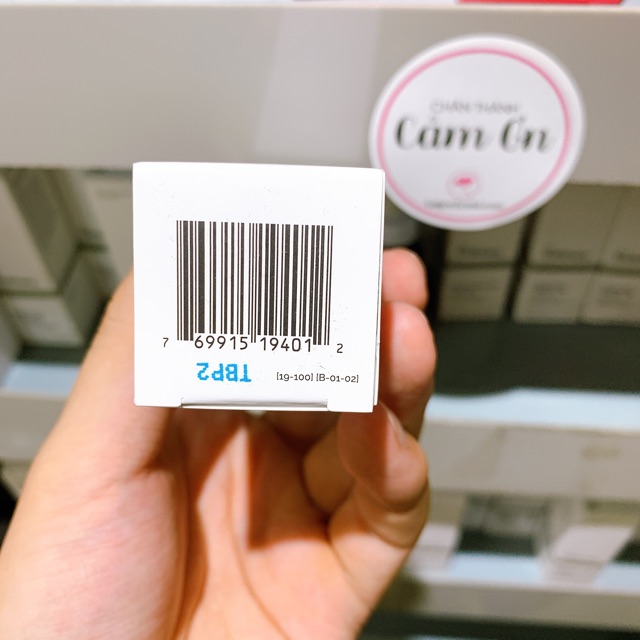 CHÂN THÀNH
Cảm Ơn
7 69915 19401 2
TBP2
[19-100] [B-01-02]